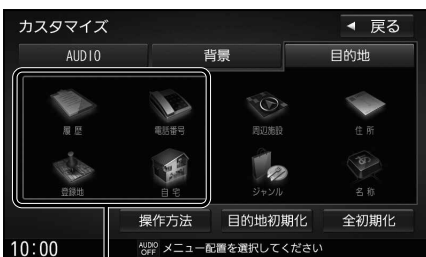 カスタマイズ ◀ 戻る
AUDIO 背景 目的地
履歴 電話番号 周辺施設 住所
登録地 自宅 ジャンル 名称
操作方法 目的地初期化 全初期化
10:00 AUDIO OFF メニュー配置を選択してください